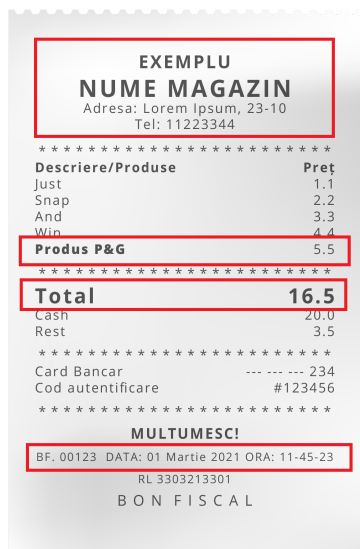 EXEMPLU
NUME MAGAZIN
Adresa: Lorem Ipsum, 23-10
Tel: 11223344
* * * * * * * * * * * * * * * * * * * * * * * *
Descriere/Produse Preț
Just 1.1
Snap 2.2
And 3.3
Win 4.4
Produs P&G 5.5
* * * * * * * * * * * * * * * * * * * * * * * *
Total 16.5
Cash 20.0
Rest 3.5
* * * * * * * * * * * * * * * * * * * * * * * *
Card Bancar --- --- --- 234
Cod autentificare #123456
* * * * * * * * * * * * * * * * * * * * * * * *
MULTUMESC!
BF. 00123 DATA: 01 Martie 2021 ORA: 11-45-23
RL 3303213301
BON FISCAL